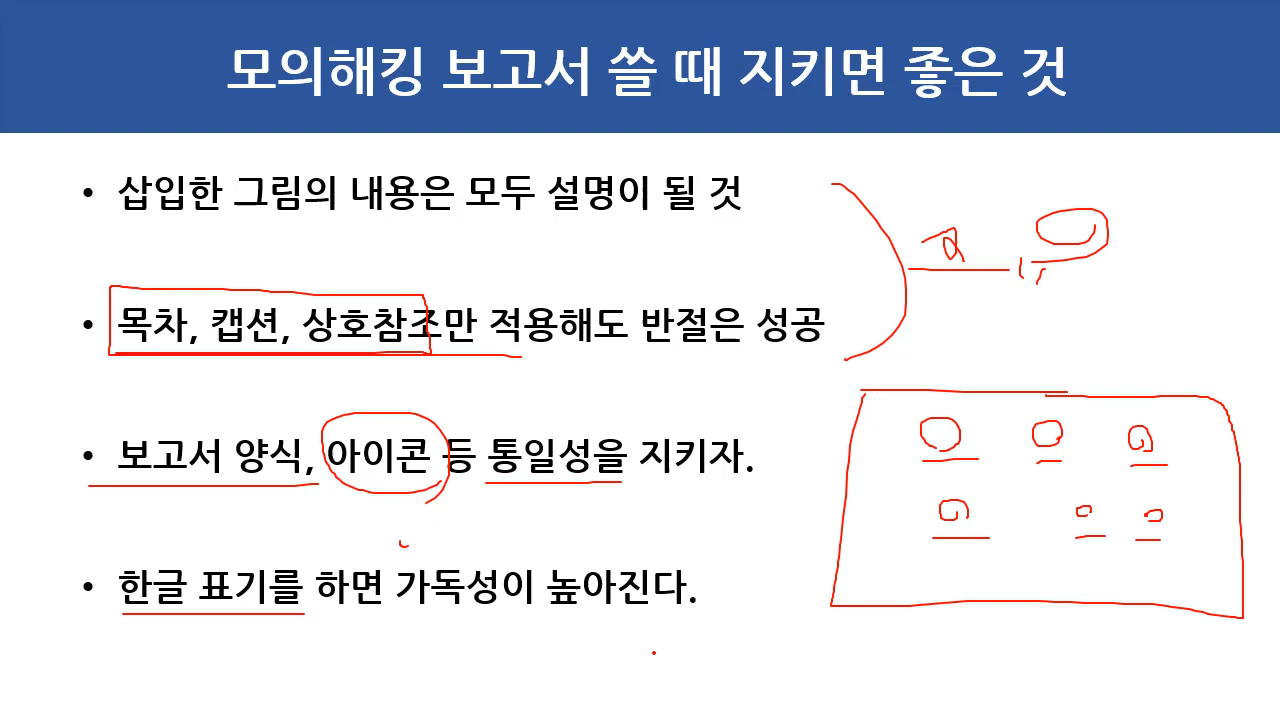 모의해킹 보고서 쓸 때 지키면 좋은 것
• 삽입한 그림의 내용은 모두 설명이 될 것
• 목차, 캡션, 상호참조만 적용해도 반절은 성공
• 보고서 양식, 아이콘 등 통일성을 지키자.
• 한글 표기를 하면 가독성이 높아진다.